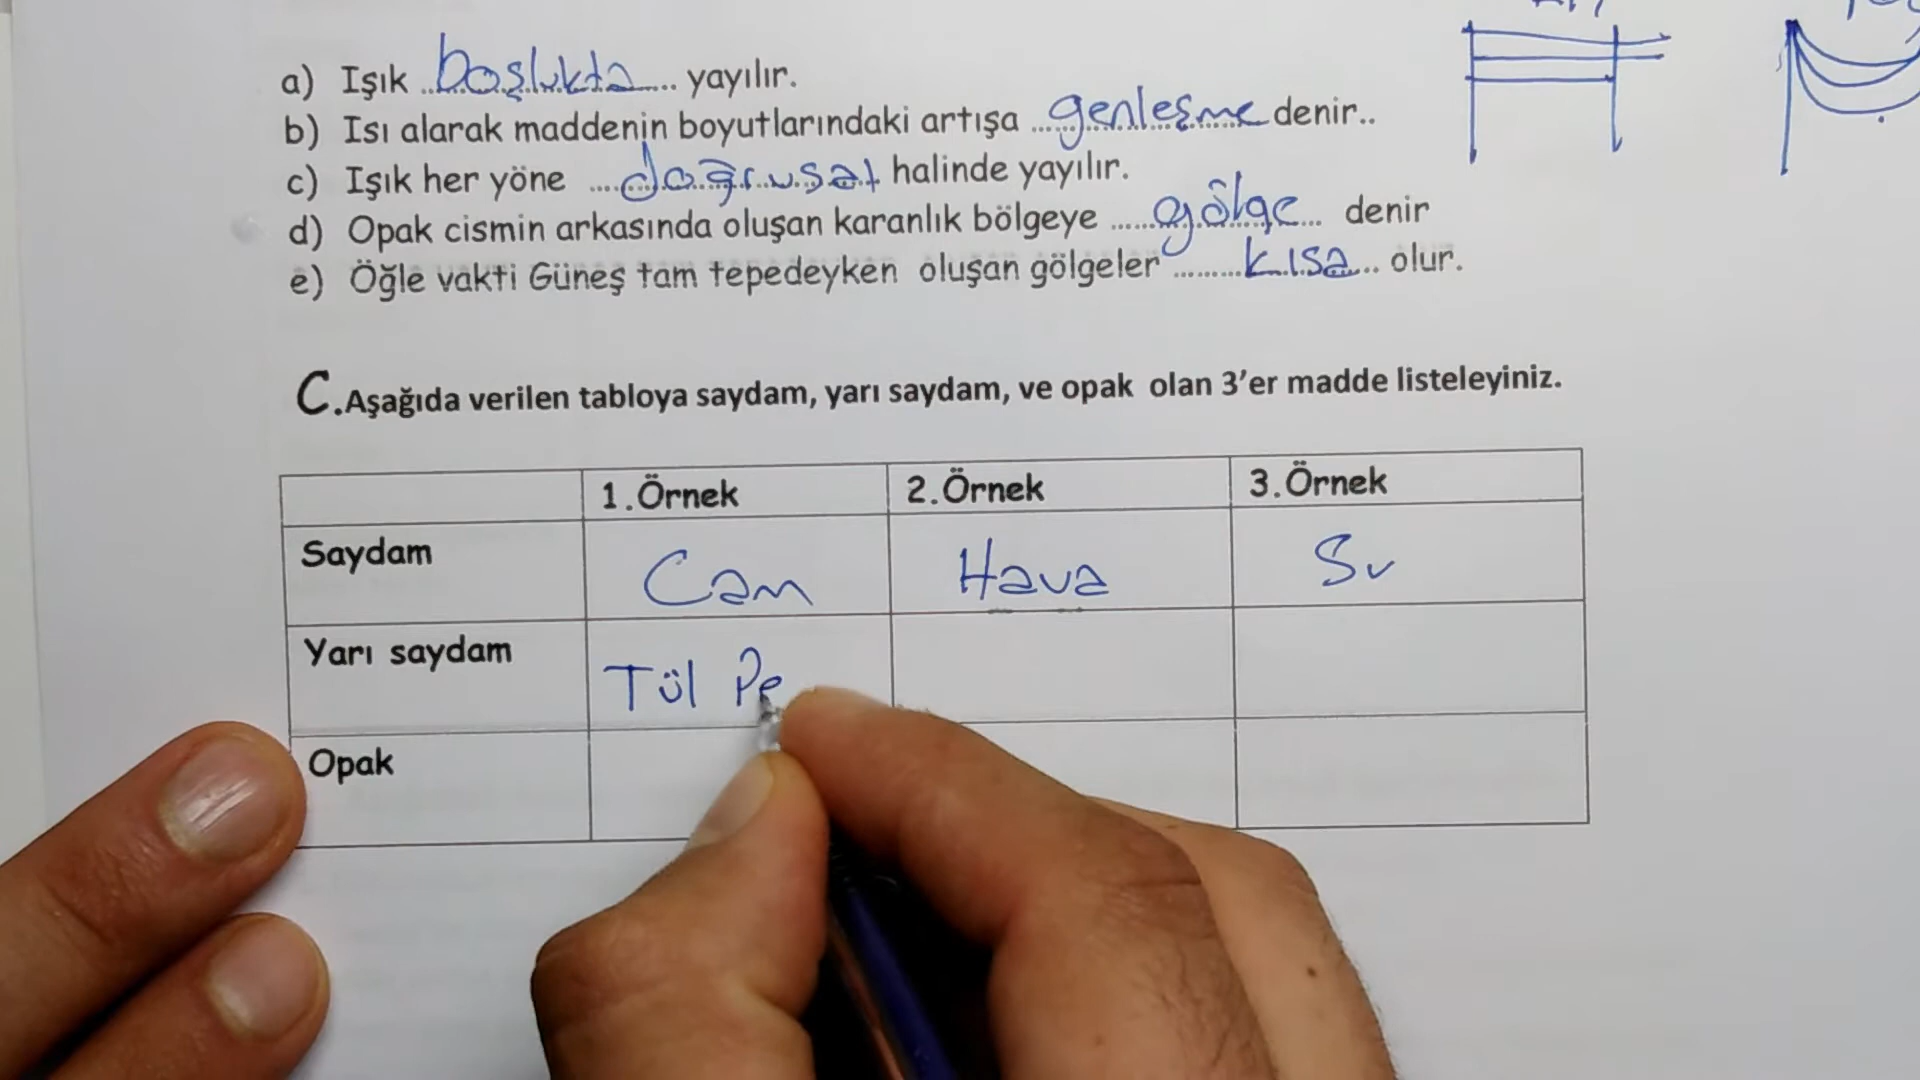 a) Işık ..boşlukta... yayılır.
b) Isı alarak maddenin boyutlarındaki artışa ....genleşme denir..
c) Işık her yöne ....doğrusal halinde yayılır.
d) Opak cismin arkasında oluşan karanlık bölgeye ......gölge... denir
e) Öğle vakti Güneş tam tepedeyken oluşan gölgeler .........kısa... olur.
C.Aşağıda verilen tabloya saydam, yarı saydam, ve opak olan 3'er madde listeleyiniz.
1.Örnek 2.Örnek 3.Örnek
Saydam Cam Hava Su
Yarı saydam Tül Pe
Opak